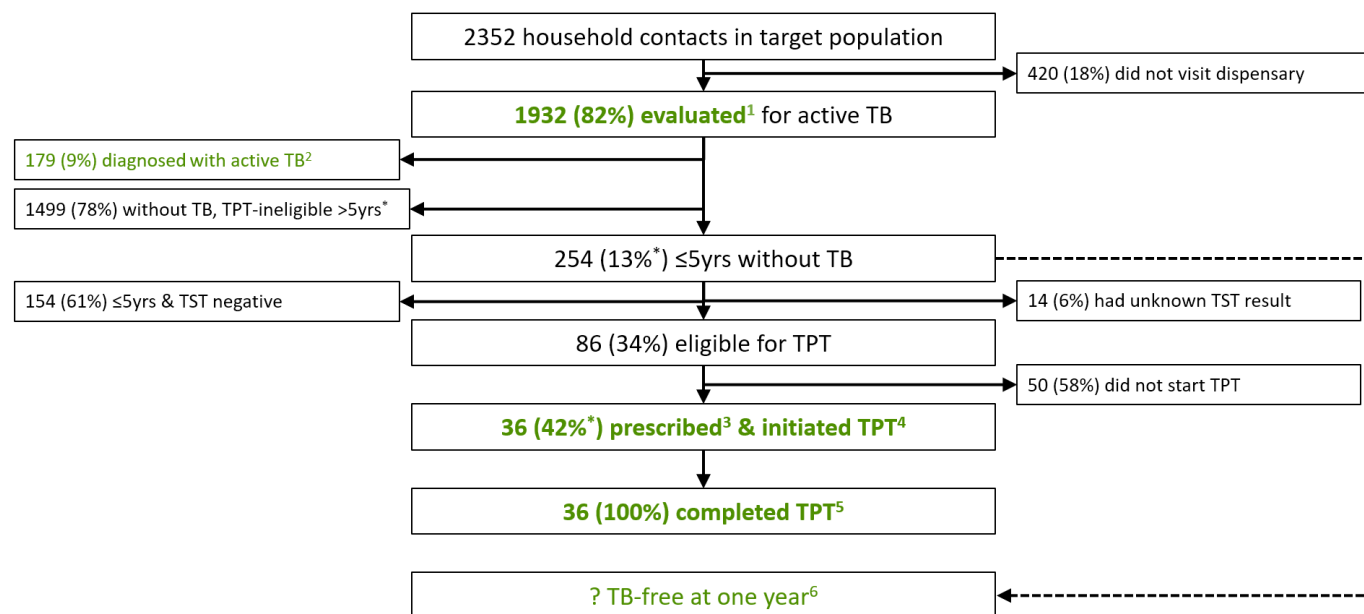 2352 household contacts in target population
420 (18%) did not visit dispensary
1932 (82%) evaluated¹ for active TB
179 (9%) diagnosed with active TB²
1499 (78%) without TB, TPT-ineligible >5yrs*
254 (13%*) ≤5yrs without TB
154 (61%) ≤5yrs & TST negative
14 (6%) had unknown TST result
86 (34%) eligible for TPT
50 (58%) did not start TPT
36 (42%*) prescribed³ & initiated TPT⁴
36 (100%) completed TPT⁵
? TB-free at one year⁶